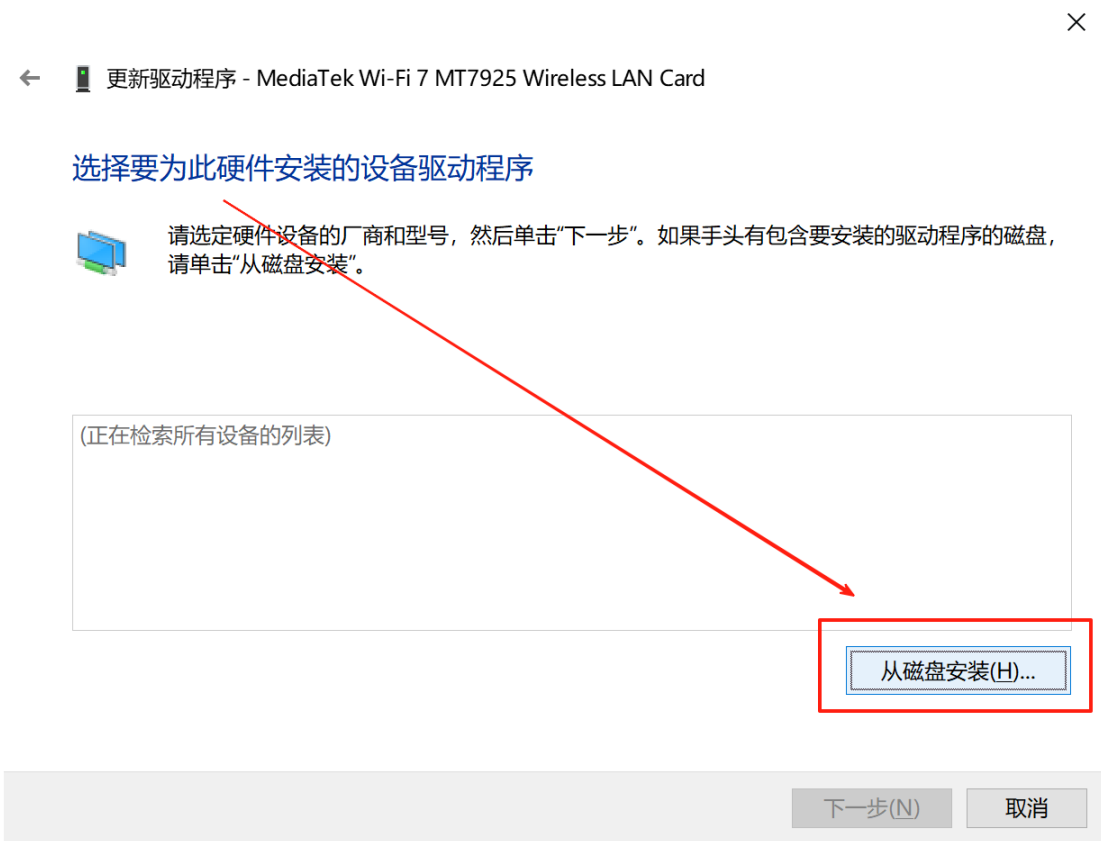 更新驱动程序 - MediaTek Wi-Fi 7 MT7925 Wireless LAN Card
选择要为此硬件安装的设备驱动程序
请选定硬件设备的厂商和型号，然后单击“下一步”。如果手头有包含要安装的驱动程序的磁盘，
请单击“从磁盘安装”。
(正在检索所有设备的列表)
从磁盘安装(H)...
下一步(N)
取消